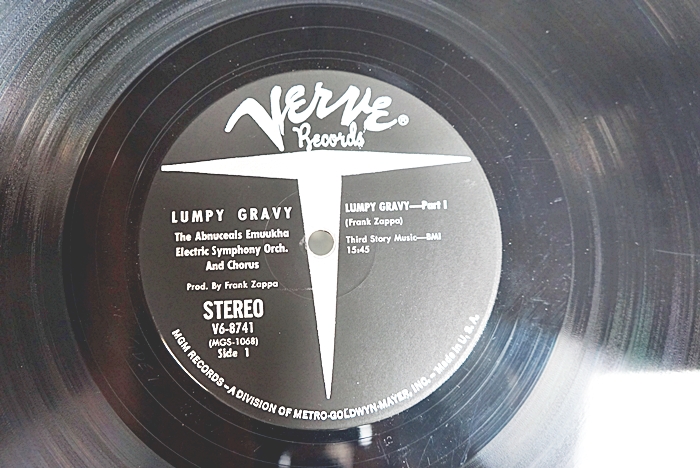 Verve®
Records
LUMPY GRAVY
The Abnuceals Emuukha
Electric Symphony Orch.
And Chorus
Prod. By Frank Zappa
STEREO
V6-8741
(MGS-1068)
Side 1
LUMPY GRAVY—Part I
(Frank Zappa)
Third Story Music—BMI
15:45
MGM RECORDS – A DIVISION OF METRO-GOLDWYN-MAYER, INC. – Made in U. S. A.